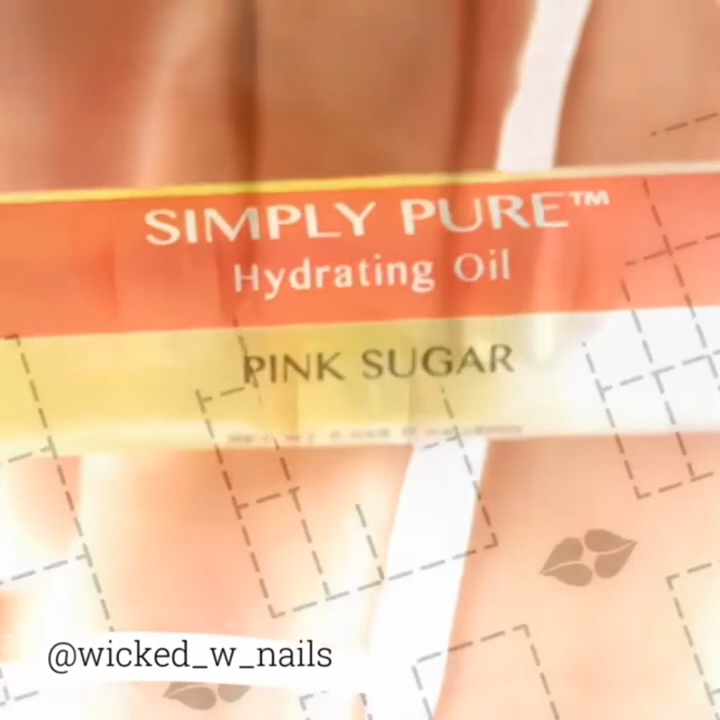 SIMPLY PURE™
Hydrating Oil
PINK SUGAR
@wicked_w_nails